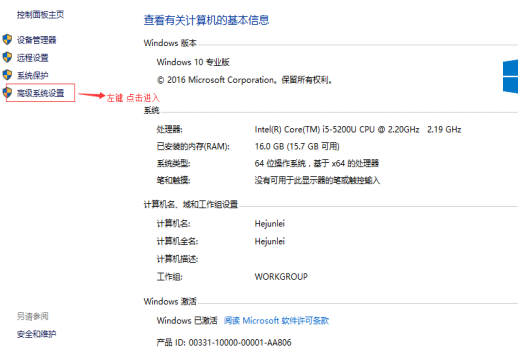 控制面板主页
设备管理器
远程设置
系统保护
高级系统设置
左键 点击进入
查看有关计算机的基本信息
Windows 版本
Windows 10 专业版
© 2016 Microsoft Corporation。保留所有权利。
系统
处理器: Intel(R) Core(TM) i5-5200U CPU @ 2.20GHz 2.19 GHz
已安装的内存(RAM): 16.0 GB (15.7 GB 可用)
系统类型: 64 位操作系统，基于 x64 的处理器
笔和触摸: 没有可用于此显示器的笔或触控输入
计算机名、域和工作组设置
计算机名: Hejunlei
计算机全名: Hejunlei
计算机描述:
工作组: WORKGROUP
Windows 激活
Windows 已激活 阅读 Microsoft 软件许可条款
产品 ID: 00331-10000-00001-AA806
另请参阅
安全和维护